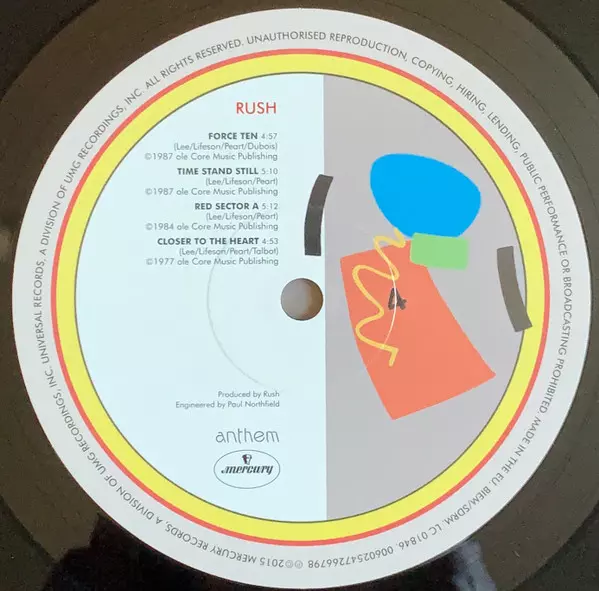 RUSH
FORCE TEN 4:57
(Lee/Lifeson/Peart/Dubois)
©1987 ole Core Music Publishing
TIME STAND STILL 5:10
(Lee/Lifeson/Peart)
©1987 ole Core Music Publishing
RED SECTOR A 5:12
(Lee/Lifeson/Peart)
©1984 ole Core Music Publishing
CLOSER TO THE HEART 4:53
(Lee/Lifeson/Peart/Talbot)
©1977 ole Core Music Publishing
Produced by Rush
Engineered by Paul Northfield
anthem
mercury
℗©2015 MERCURY RECORDS, A DIVISION OF UMG RECORDINGS, INC. UNIVERSAL RECORDS, A DIVISION OF UMG RECORDINGS, INC. ALL RIGHTS RESERVED. UNAUTHORISED REPRODUCTION, COPYING, HIRING, LENDING, PUBLIC PERFORMANCE OR BROADCASTING PROHIBITED. MADE IN THE EU. BIEM/SDRM. LC 01846. 00602547266798